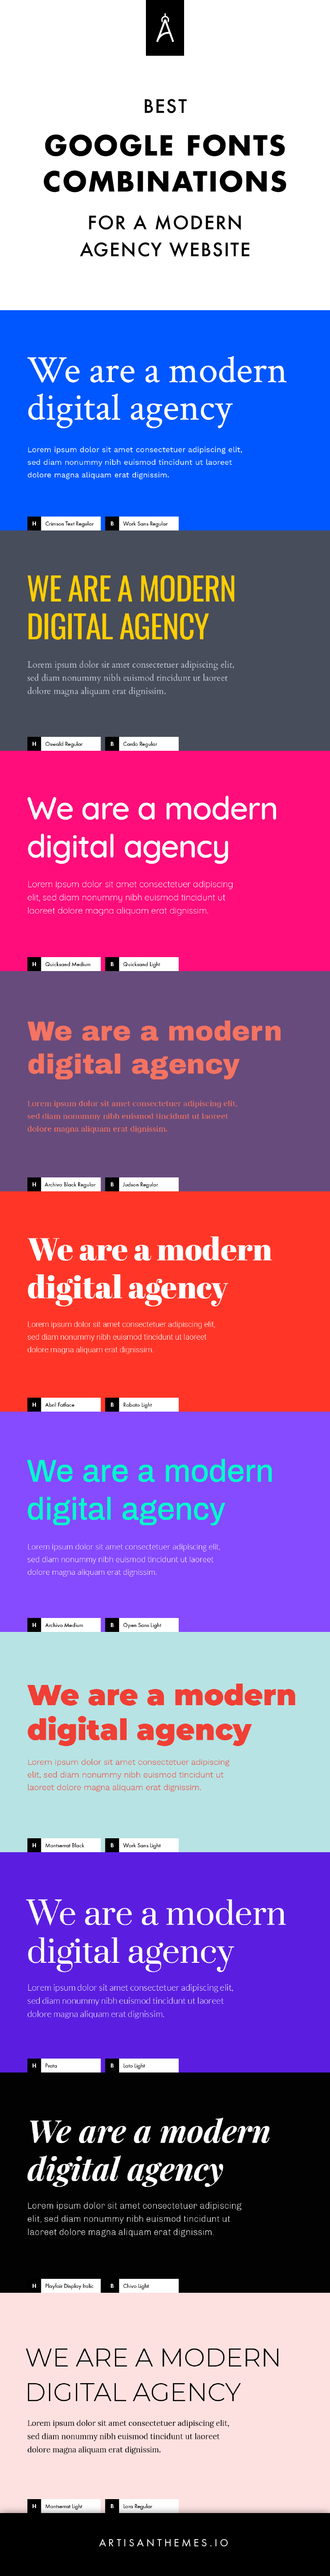 BEST
GOOGLE FONTS
COMBINATIONS
FOR A MODERN
AGENCY WEBSITE
We are a modern
digital agency
Lorem ipsum dolor sit amet consectetuer adipiscing elit,
sed diam nonummy nibh euismod tincidunt ut laoreet
dolore magna aliquam erat dignissim.
H Crimson Text Regular B Work Sans Regular
WE ARE A MODERN
DIGITAL AGENCY
Lorem ipsum dolor sit amet consectetuer adipiscing elit,
sed diam nonummy nibh euismod tincidunt ut laoreet
dolore magna aliquam erat dignissim.
H Oswald Regular B Cardo Regular
We are a modern
digital agency
Lorem ipsum dolor sit amet consectetuer adipiscing
elit, sed diam nonummy nibh euismod tincidunt ut
laoreet dolore magna aliquam erat dignissim.
H Quicksand Medium B Quicksand Light
We are a modern
digital agency
Lorem ipsum dolor sit amet consectetuer adipiscing elit,
sed diam nonummy nibh euismod tincidunt ut laoreet
dolore magna aliquam erat dignissim.
H Archivo Black Regular B Judson Regular
We are a modern
digital agency
Lorem ipsum dolor sit amet consectetuer adipiscing elit,
sed diam nonummy nibh euismod tincidunt ut laoreet
dolore magna aliquam erat dignissim.
H Abril Fatface B Roboto Light
We are a modern
digital agency
Lorem ipsum dolor sit amet consectetuer adipiscing elit,
sed diam nonummy nibh euismod tincidunt ut laoreet
dolore magna aliquam erat dignissim.
H Archivo Medium B Open Sans Light
We are a modern
digital agency
Lorem ipsum dolor sit amet consectetuer adipiscing
elit, sed diam nonummy nibh euismod tincidunt ut
laoreet dolore magna aliquam erat dignissim.
H Montserrat Black B Work Sans Light
We are a modern
digital agency
Lorem ipsum dolor sit amet consectetuer adipiscing elit,
sed diam nonummy nibh euismod tincidunt ut laoreet
dolore magna aliquam erat dignissim.
H Prata B Lato Light
We are a modern
digital agency
Lorem ipsum dolor sit amet consectetuer adipiscing
elit, sed diam nonummy nibh euismod tincidunt ut
laoreet dolore magna aliquam erat dignissim.
H Playfair Display Italic B Chivo Light
WE ARE A MODERN
DIGITAL AGENCY
Lorem ipsum dolor sit amet consectetuer adipiscing elit,
sed diam nonummy nibh euismod tincidunt ut laoreet
dolore magna aliquam erat dignissim.
H Montserrat Light B Lora Regular
ARTISANTHEMES.IO